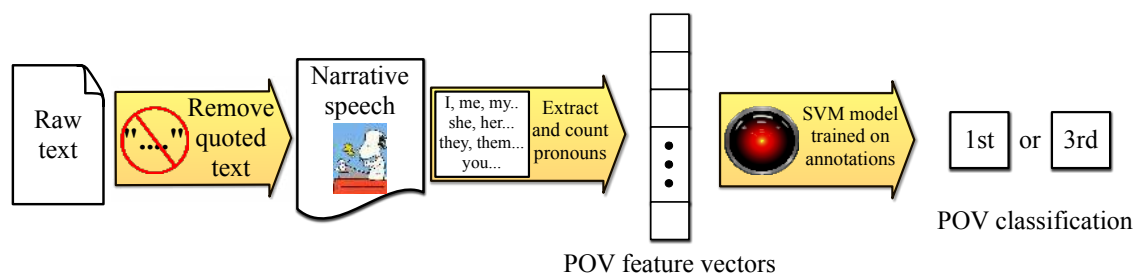 Raw
text
"...."
Remove
quoted
text
Narrative
speech
I, me, my..
she, her...
they, them...
you...
Extract
and count
pronouns
POV feature vectors
SVM model
trained on
annotations
1st or 3rd
POV classification